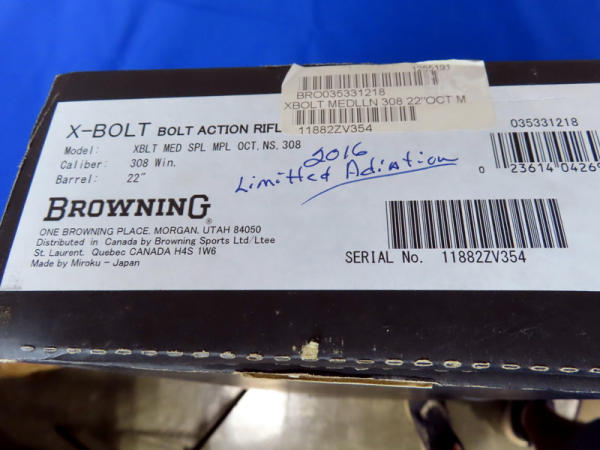 1255191
BRO035331218
XBOLT MEDLLN 308 22"OCT M
11882ZV354
X-BOLT BOLT ACTION RIFL
035331218
Model: XBLT MED SPL MPL OCT,NS,308
Caliber: 308 Win.
Barrel: 22"
0 23614 0426
2016
Limitted Adistion
BROWNING
ONE BROWNING PLACE, MORGAN, UTAH 84050
Distributed in Canada by Browning Sports Ltd/Ltee
St. Laurent, Quebec CANADA H4S 1W6
Made by Miroku - Japan
SERIAL No. 11882ZV354